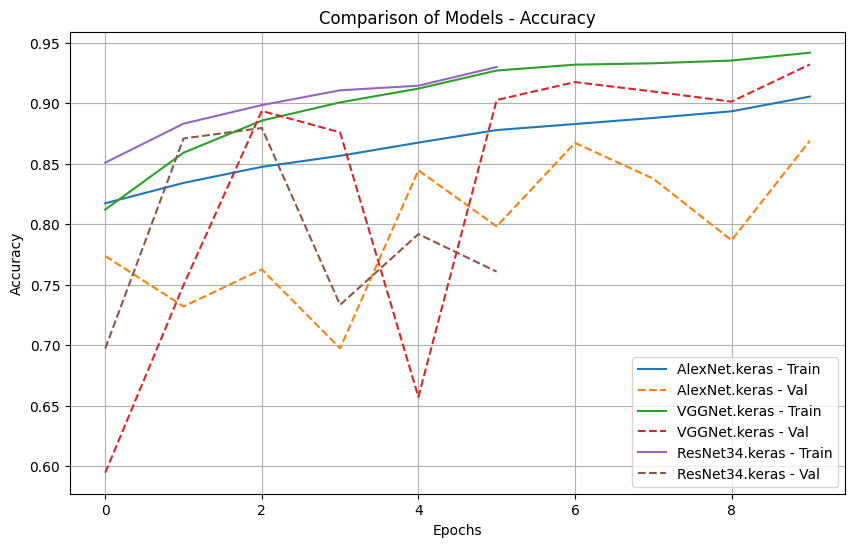 Comparison of Models - Accuracy
0.95
0.90
0.85
0.80
0.75
0.70
0.65
0.60
Accuracy
0
2
4
6
8
Epochs
AlexNet.keras - Train
AlexNet.keras - Val
VGGNet.keras - Train
VGGNet.keras - Val
ResNet34.keras - Train
ResNet34.keras - Val